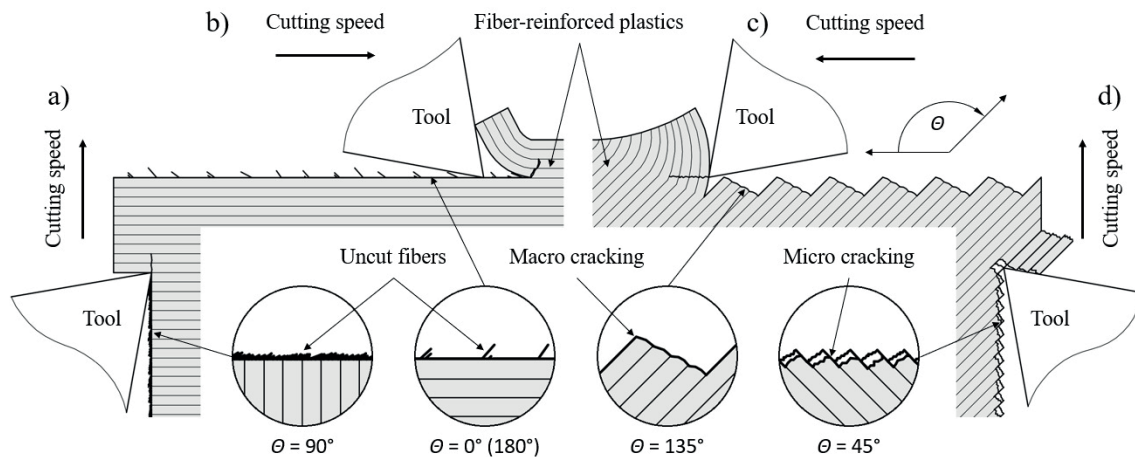 b)
Cutting speed
Fiber-reinforced plastics
c)
Cutting speed
a)
Tool
Tool
Θ
d)
Cutting speed
Cutting speed
Uncut fibers
Macro cracking
Micro cracking
Tool
Tool
Θ = 90°
Θ = 0° (180°)
Θ = 135°
Θ = 45°